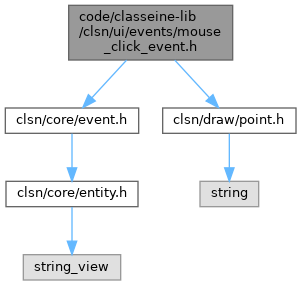 code/classeine-lib
/clsn/ui/events/mouse
_click_event.h
clsn/core/event.h
clsn/draw/point.h
clsn/core/entity.h
string
string_view